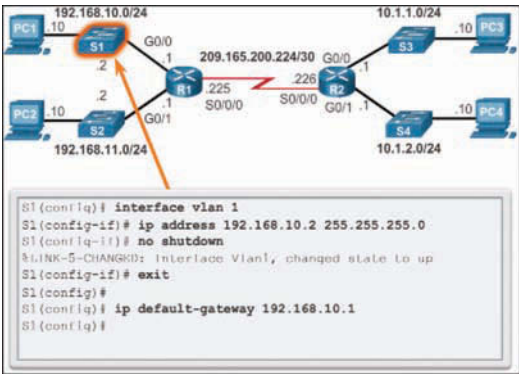 192.168.10.0/24
10.1.1.0/24
PC1
.10
S1
G0/0
.1
.2
209.165.200.224/30
G0/0
.1
S3
.10
PC3
R1
.225
S0/0/0
.226
S0/0/0
R2
PC2
.10
.2
S2
.1
G0/1
G0/1
.1
S4
.10
PC4
192.168.11.0/24
10.1.2.0/24
S1(config)# interface vlan 1
S1(config-if)# ip address 192.168.10.2 255.255.255.0
S1(config-if)# no shutdown
%LINK-5-CHANGED: Interface Vlan1, changed state to up
S1(config-if)# exit
S1(config)#
S1(config)# ip default-gateway 192.168.10.1
S1(config)#